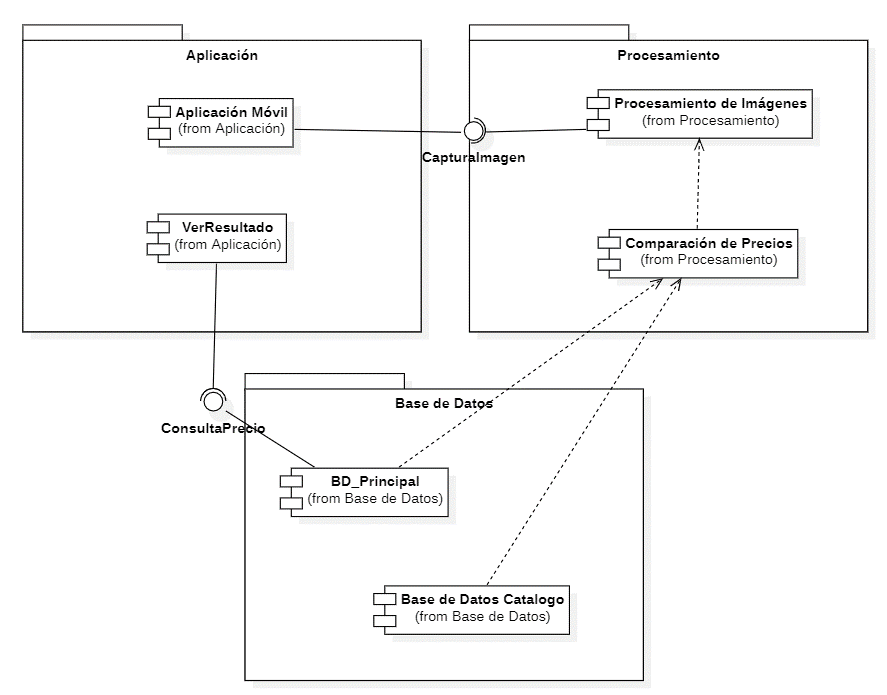 Aplicación
Aplicación Móvil
(from Aplicación)
VerResultado
(from Aplicación)
Procesamiento
Procesamiento de Imágenes
(from Procesamiento)
CapturaImagen
Comparación de Precios
(from Procesamiento)
Base de Datos
ConsultaPrecio
BD_Principal
(from Base de Datos)
Base de Datos Catalogo
(from Base de Datos)